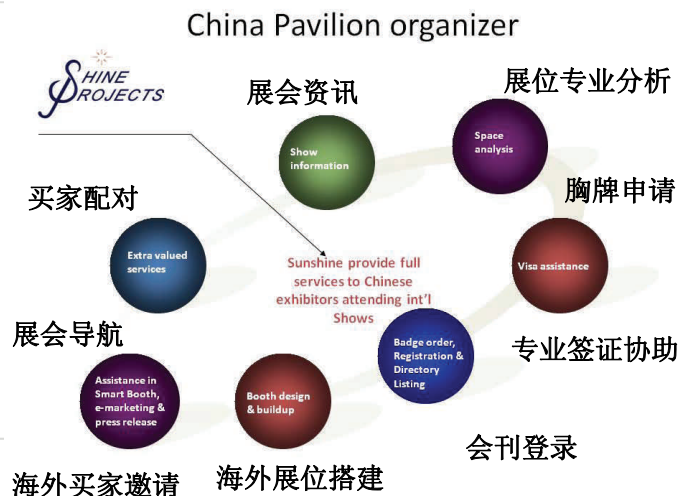 China Pavilion organizer
SHINE
PROJECTS
展会资讯
展位专业分析
Show
information
Space
analysis
胸牌申请
买家配对
Extra valued
services
Visa assistance
Sunshine provide full
services to Chinese
exhibitors attending int'l
Shows
展会导航
专业签证协助
Badge order,
Registration &
Directory
Listing
Assistance in
Smart Booth,
e-marketing &
press release
Booth design
& buildup
会刊登录
海外买家邀请
海外展位搭建